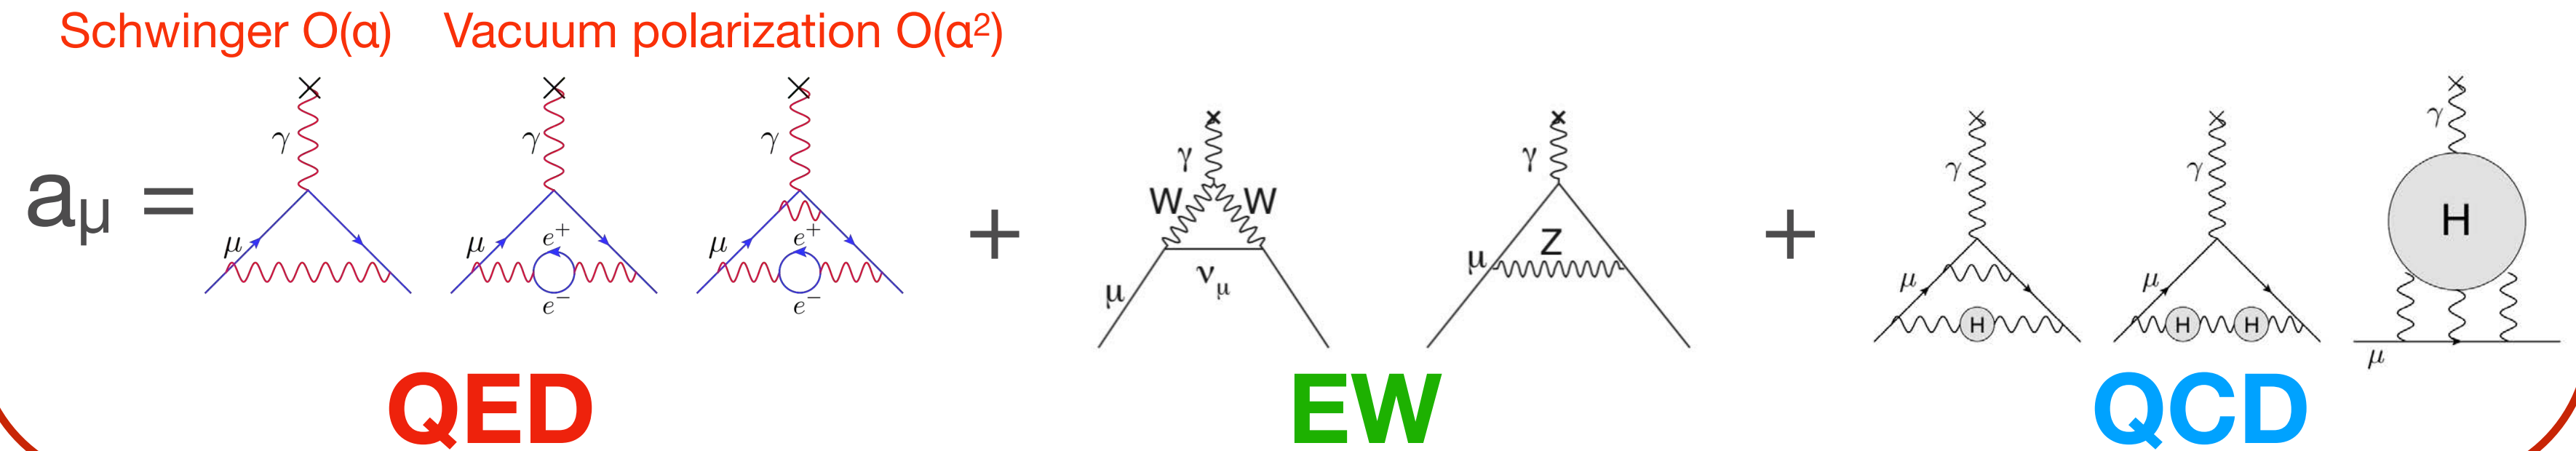 Schwinger O(α) Vacuum polarization O(α²)
aμ = + +
γ γ γ γ γ γ γ γ
W W Z H
μ μ μ μ μ μ μ
e⁺ e⁺
e⁻ e⁻
νμ
H H H
μ
QED EW QCD